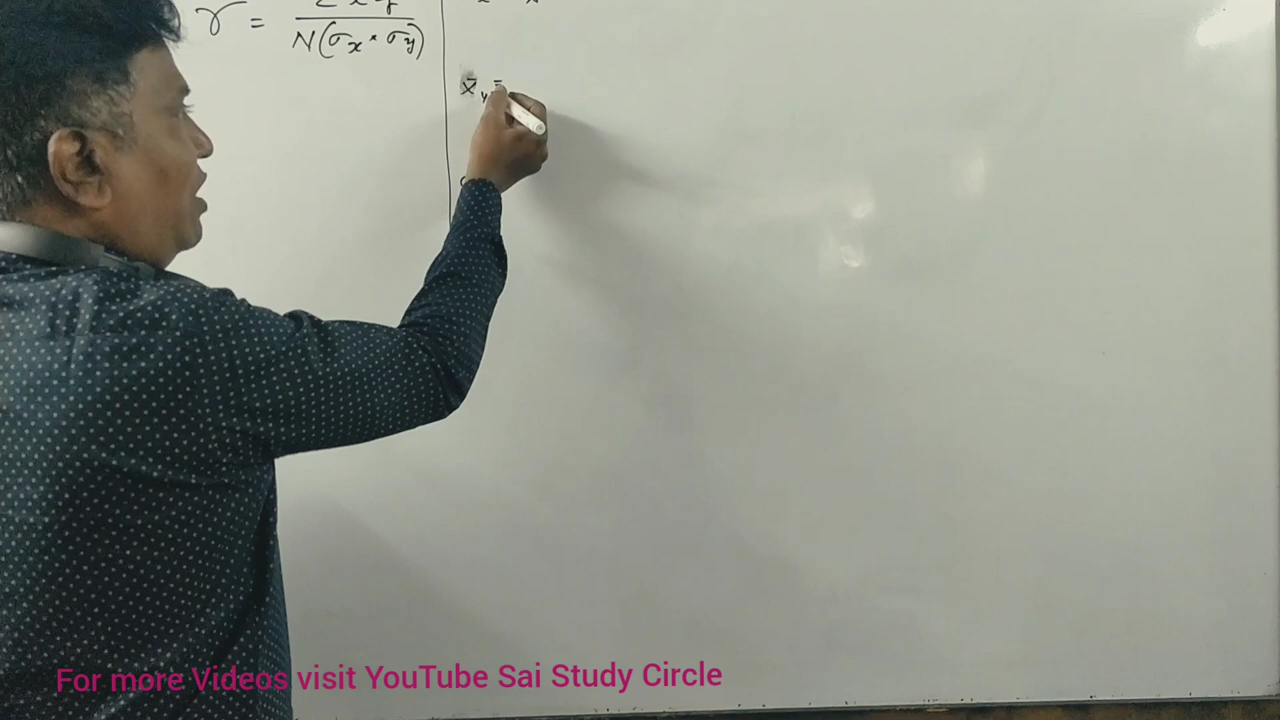 γ = Σxy / N(σx × σy)
x̄, 
For more Videos visit YouTube Sai Study Circle